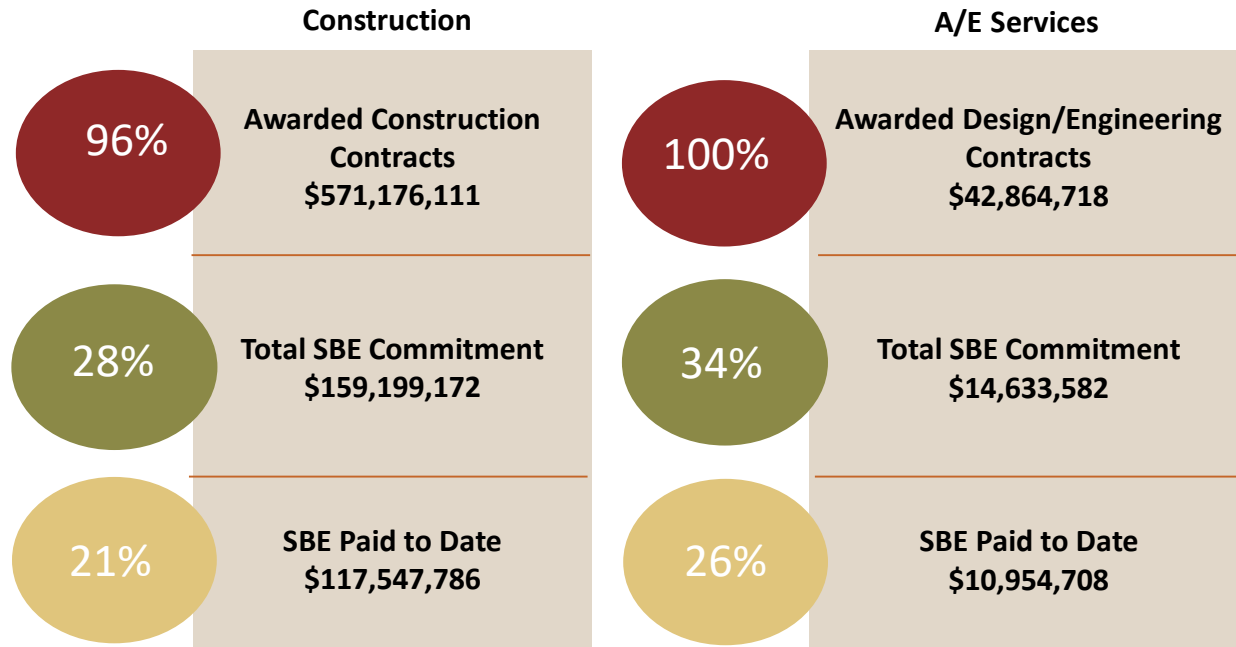 Construction
96%
Awarded Construction
Contracts
$571,176,111
28%
Total SBE Commitment
$159,199,172
21%
SBE Paid to Date
$117,547,786
A/E Services
100%
Awarded Design/Engineering
Contracts
$42,864,718
34%
Total SBE Commitment
$14,633,582
26%
SBE Paid to Date
$10,954,708